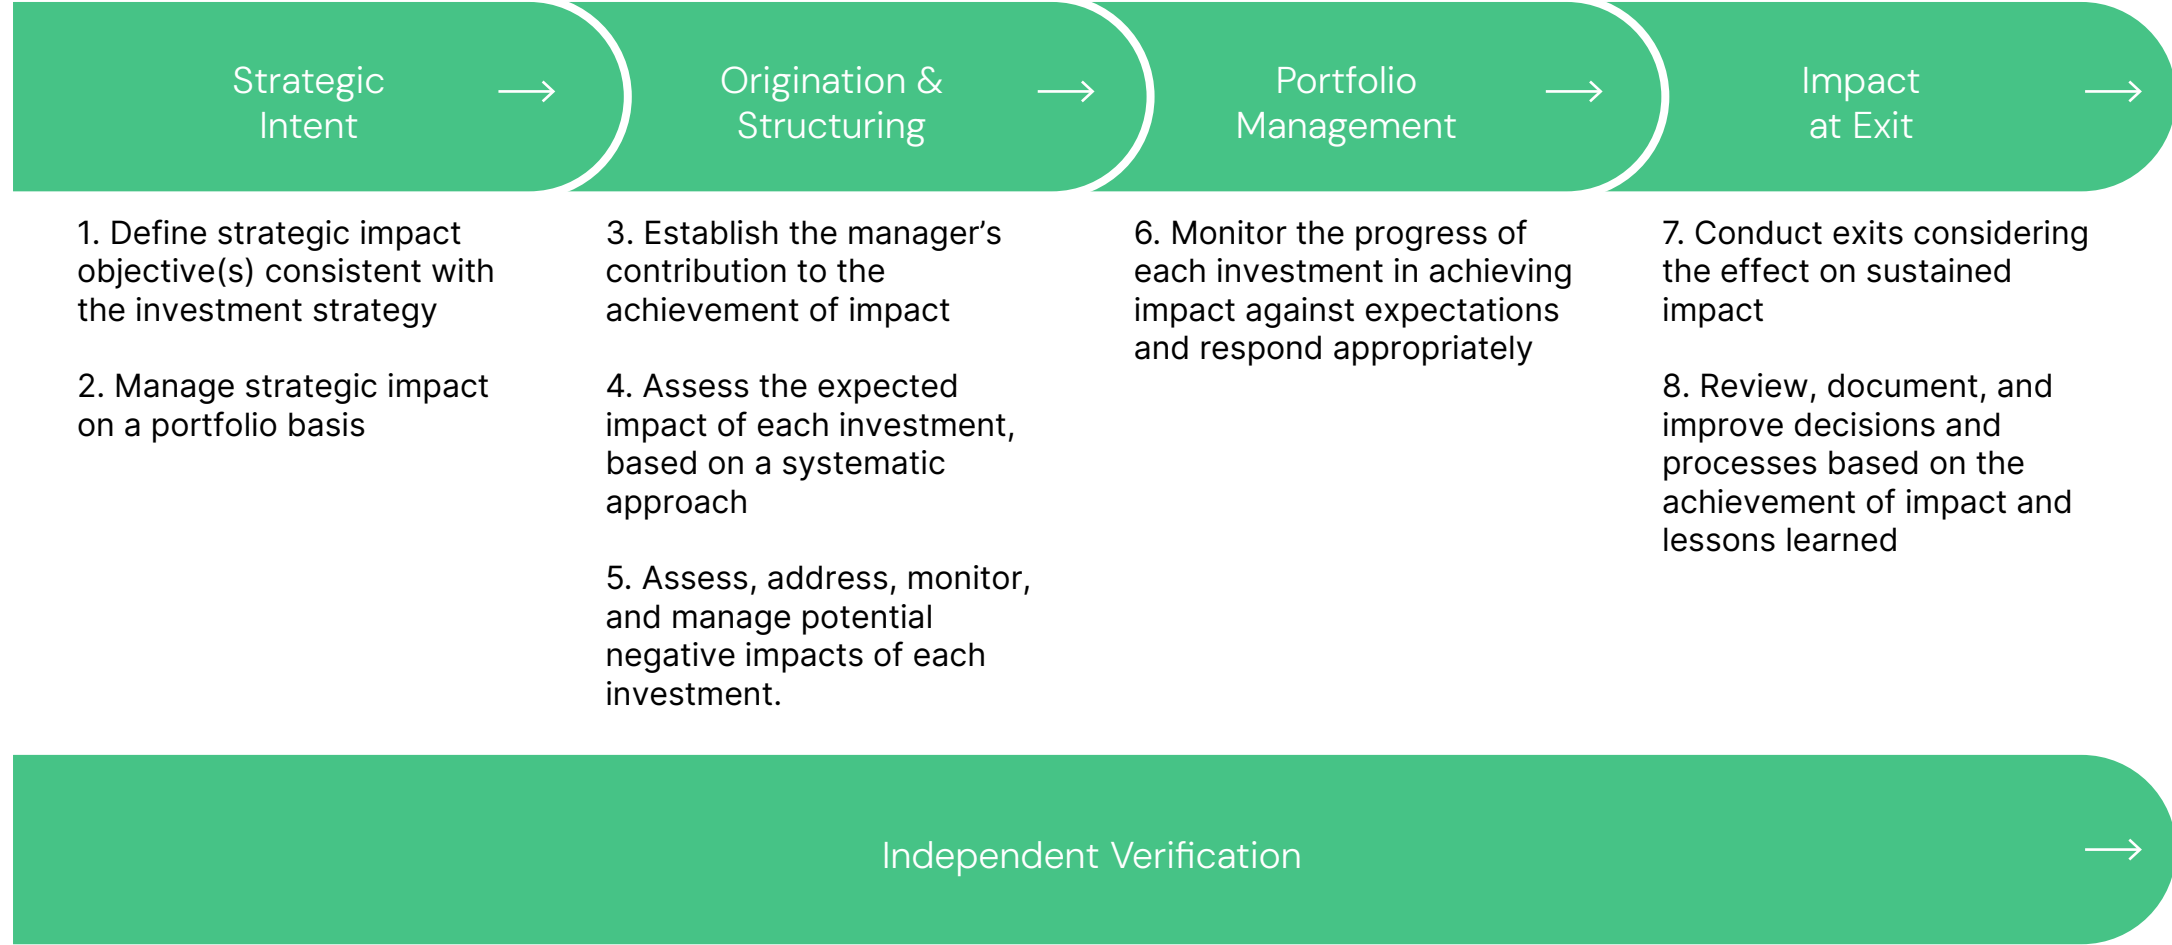 Strategic
Intent
Origination &
Structuring
Portfolio
Management
Impact
at Exit
1. Define strategic impact
objective(s) consistent with
the investment strategy
2. Manage strategic impact
on a portfolio basis
3. Establish the manager’s
contribution to the
achievement of impact
4. Assess the expected
impact of each investment,
based on a systematic
approach
5. Assess, address, monitor,
and manage potential
negative impacts of each
investment.
6. Monitor the progress of
each investment in achieving
impact against expectations
and respond appropriately
7. Conduct exits considering
the effect on sustained
impact
8. Review, document, and
improve decisions and
processes based on the
achievement of impact and
lessons learned
Independent Verification